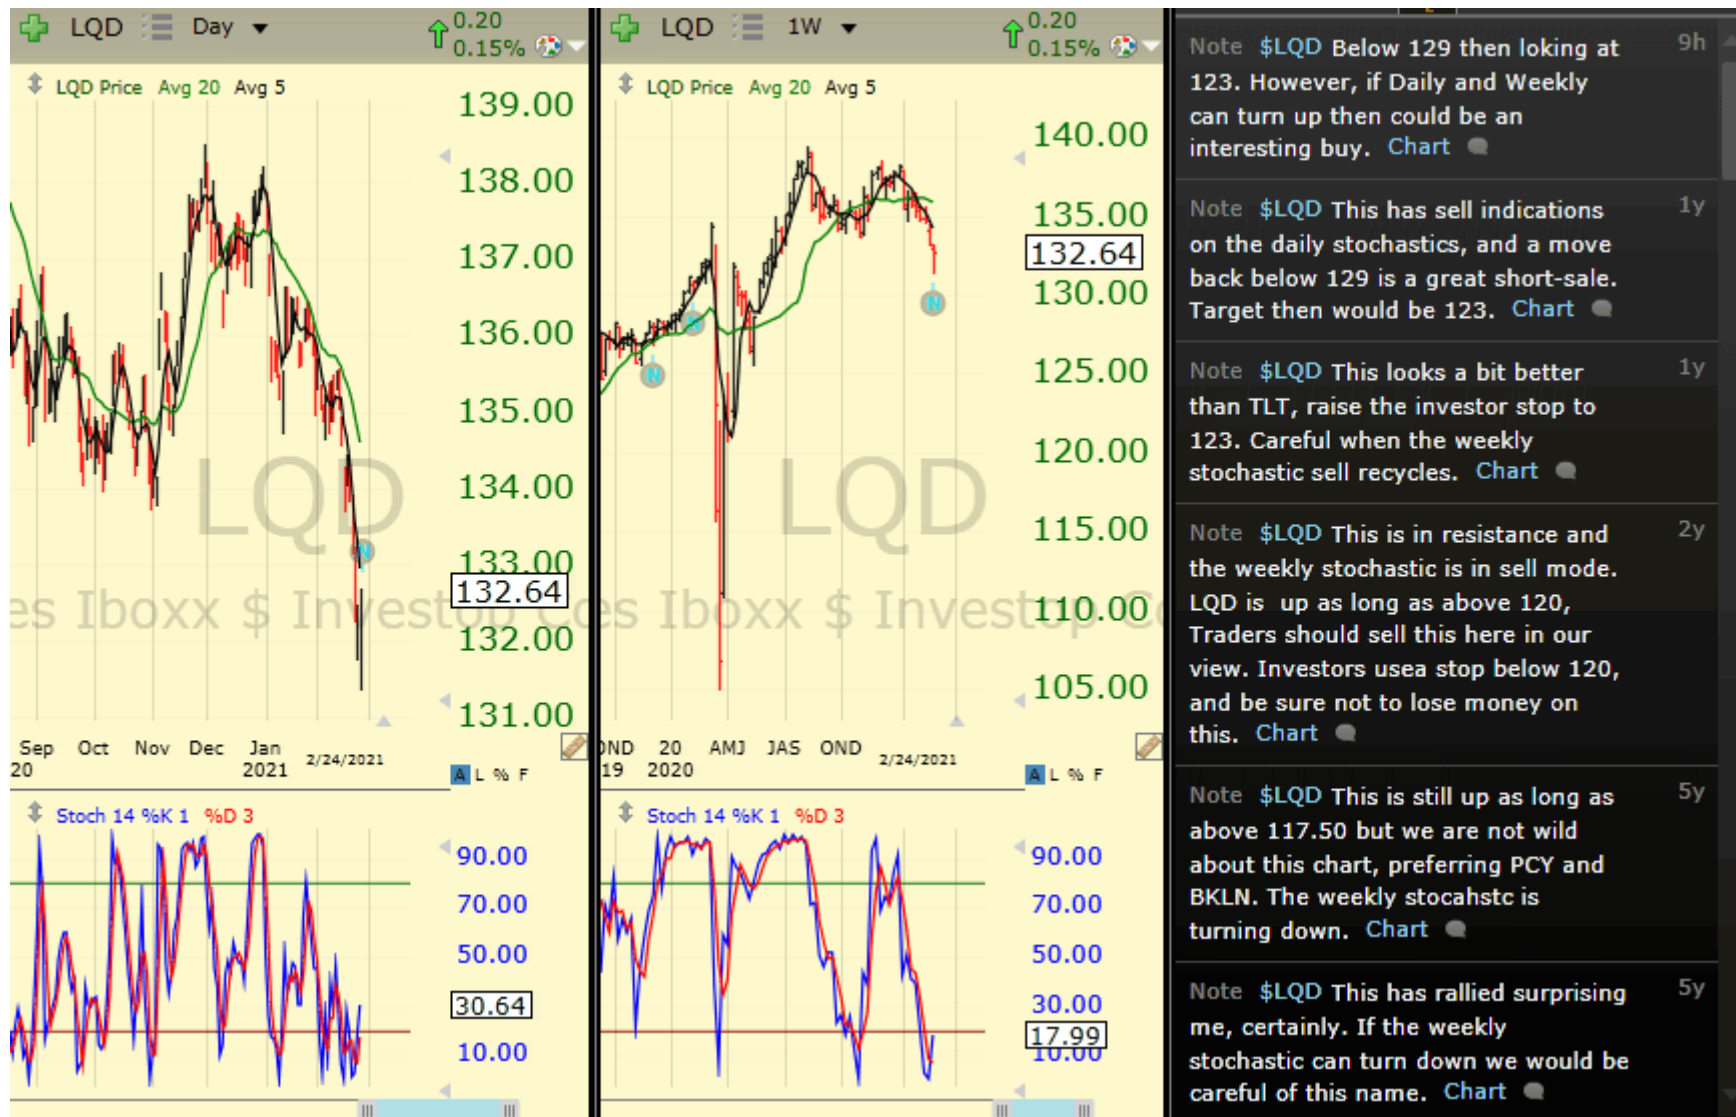 LQD Day 0.20 0.15%
LQD Price Avg 20 Avg 5
139.00
138.00
137.00
136.00
135.00
134.00
133.00
132.64
132.00
131.00
LQD
es Iboxx $ Investop C
Sep Oct Nov Dec Jan 2/24/2021
20 2021
A L % F
Stoch 14 %K 1 %D 3
90.00
70.00
50.00
30.64
10.00
LQD 1W 0.20 0.15%
LQD Price Avg 20 Avg 5
140.00
135.00
132.64
130.00
125.00
120.00
115.00
110.00
105.00
LQD
es Iboxx $ Investop C
OND 20 AMJ JAS OND 2/24/2021
19 2020
A L % F
Stoch 14 %K 1 %D 3
90.00
70.00
50.00
30.00
17.99
10.00
N
N
N
N
Note $LQD Below 129 then loking at 9h
123. However, if Daily and Weekly
can turn up then could be an
interesting buy. Chart
Note $LQD This has sell indications 1y
on the daily stochastics, and a move
back below 129 is a great short-sale.
Target then would be 123. Chart
Note $LQD This looks a bit better 1y
than TLT, raise the investor stop to
123. Careful when the weekly
stochastic sell recycles. Chart
Note $LQD This is in resistance and 2y
the weekly stochastic is in sell mode.
LQD is up as long as above 120,
Traders should sell this here in our
view. Investors usea stop below 120,
and be sure not to lose money on
this. Chart
Note $LQD This is still up as long as 5y
above 117.50 but we are not wild
about this chart, preferring PCY and
BKLN. The weekly stocahstc is
turning down. Chart
Note $LQD This has rallied surprising 5y
me, certainly. If the weekly
stochastic can turn down we would be
careful of this name. Chart